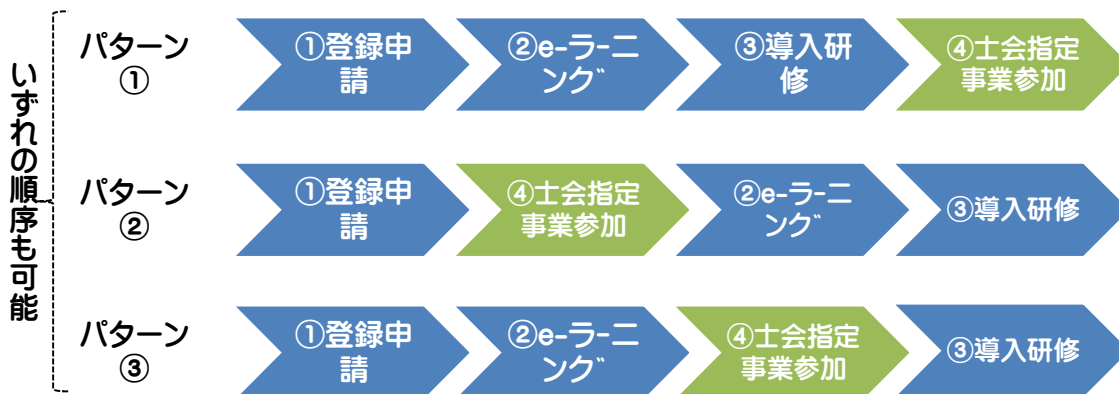 いずれの順序も可能
パターン
①
①登録申
請
②e-ラーニ
ング
③導入研
修
④士会指定
事業参加
パターン
②
①登録申
請
④士会指定
事業参加
②e-ラーニ
ング
③導入研修
パターン
③
①登録申
請
②e-ラーニ
ング
④士会指定
事業参加
③導入研修